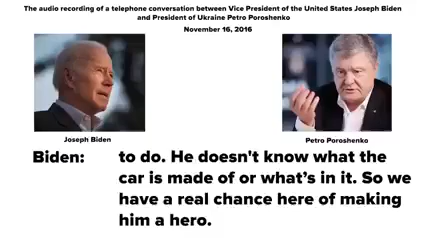 The audio recording of a telephone conversation between Vice President of the United States Joseph Biden
and President of Ukraine Petro Poroshenko
November 16, 2016
Joseph Biden
Petro Poroshenko
Biden:
to do. He doesn't know what the
car is made of or what’s in it. So we
have a real chance here of making
him a hero.